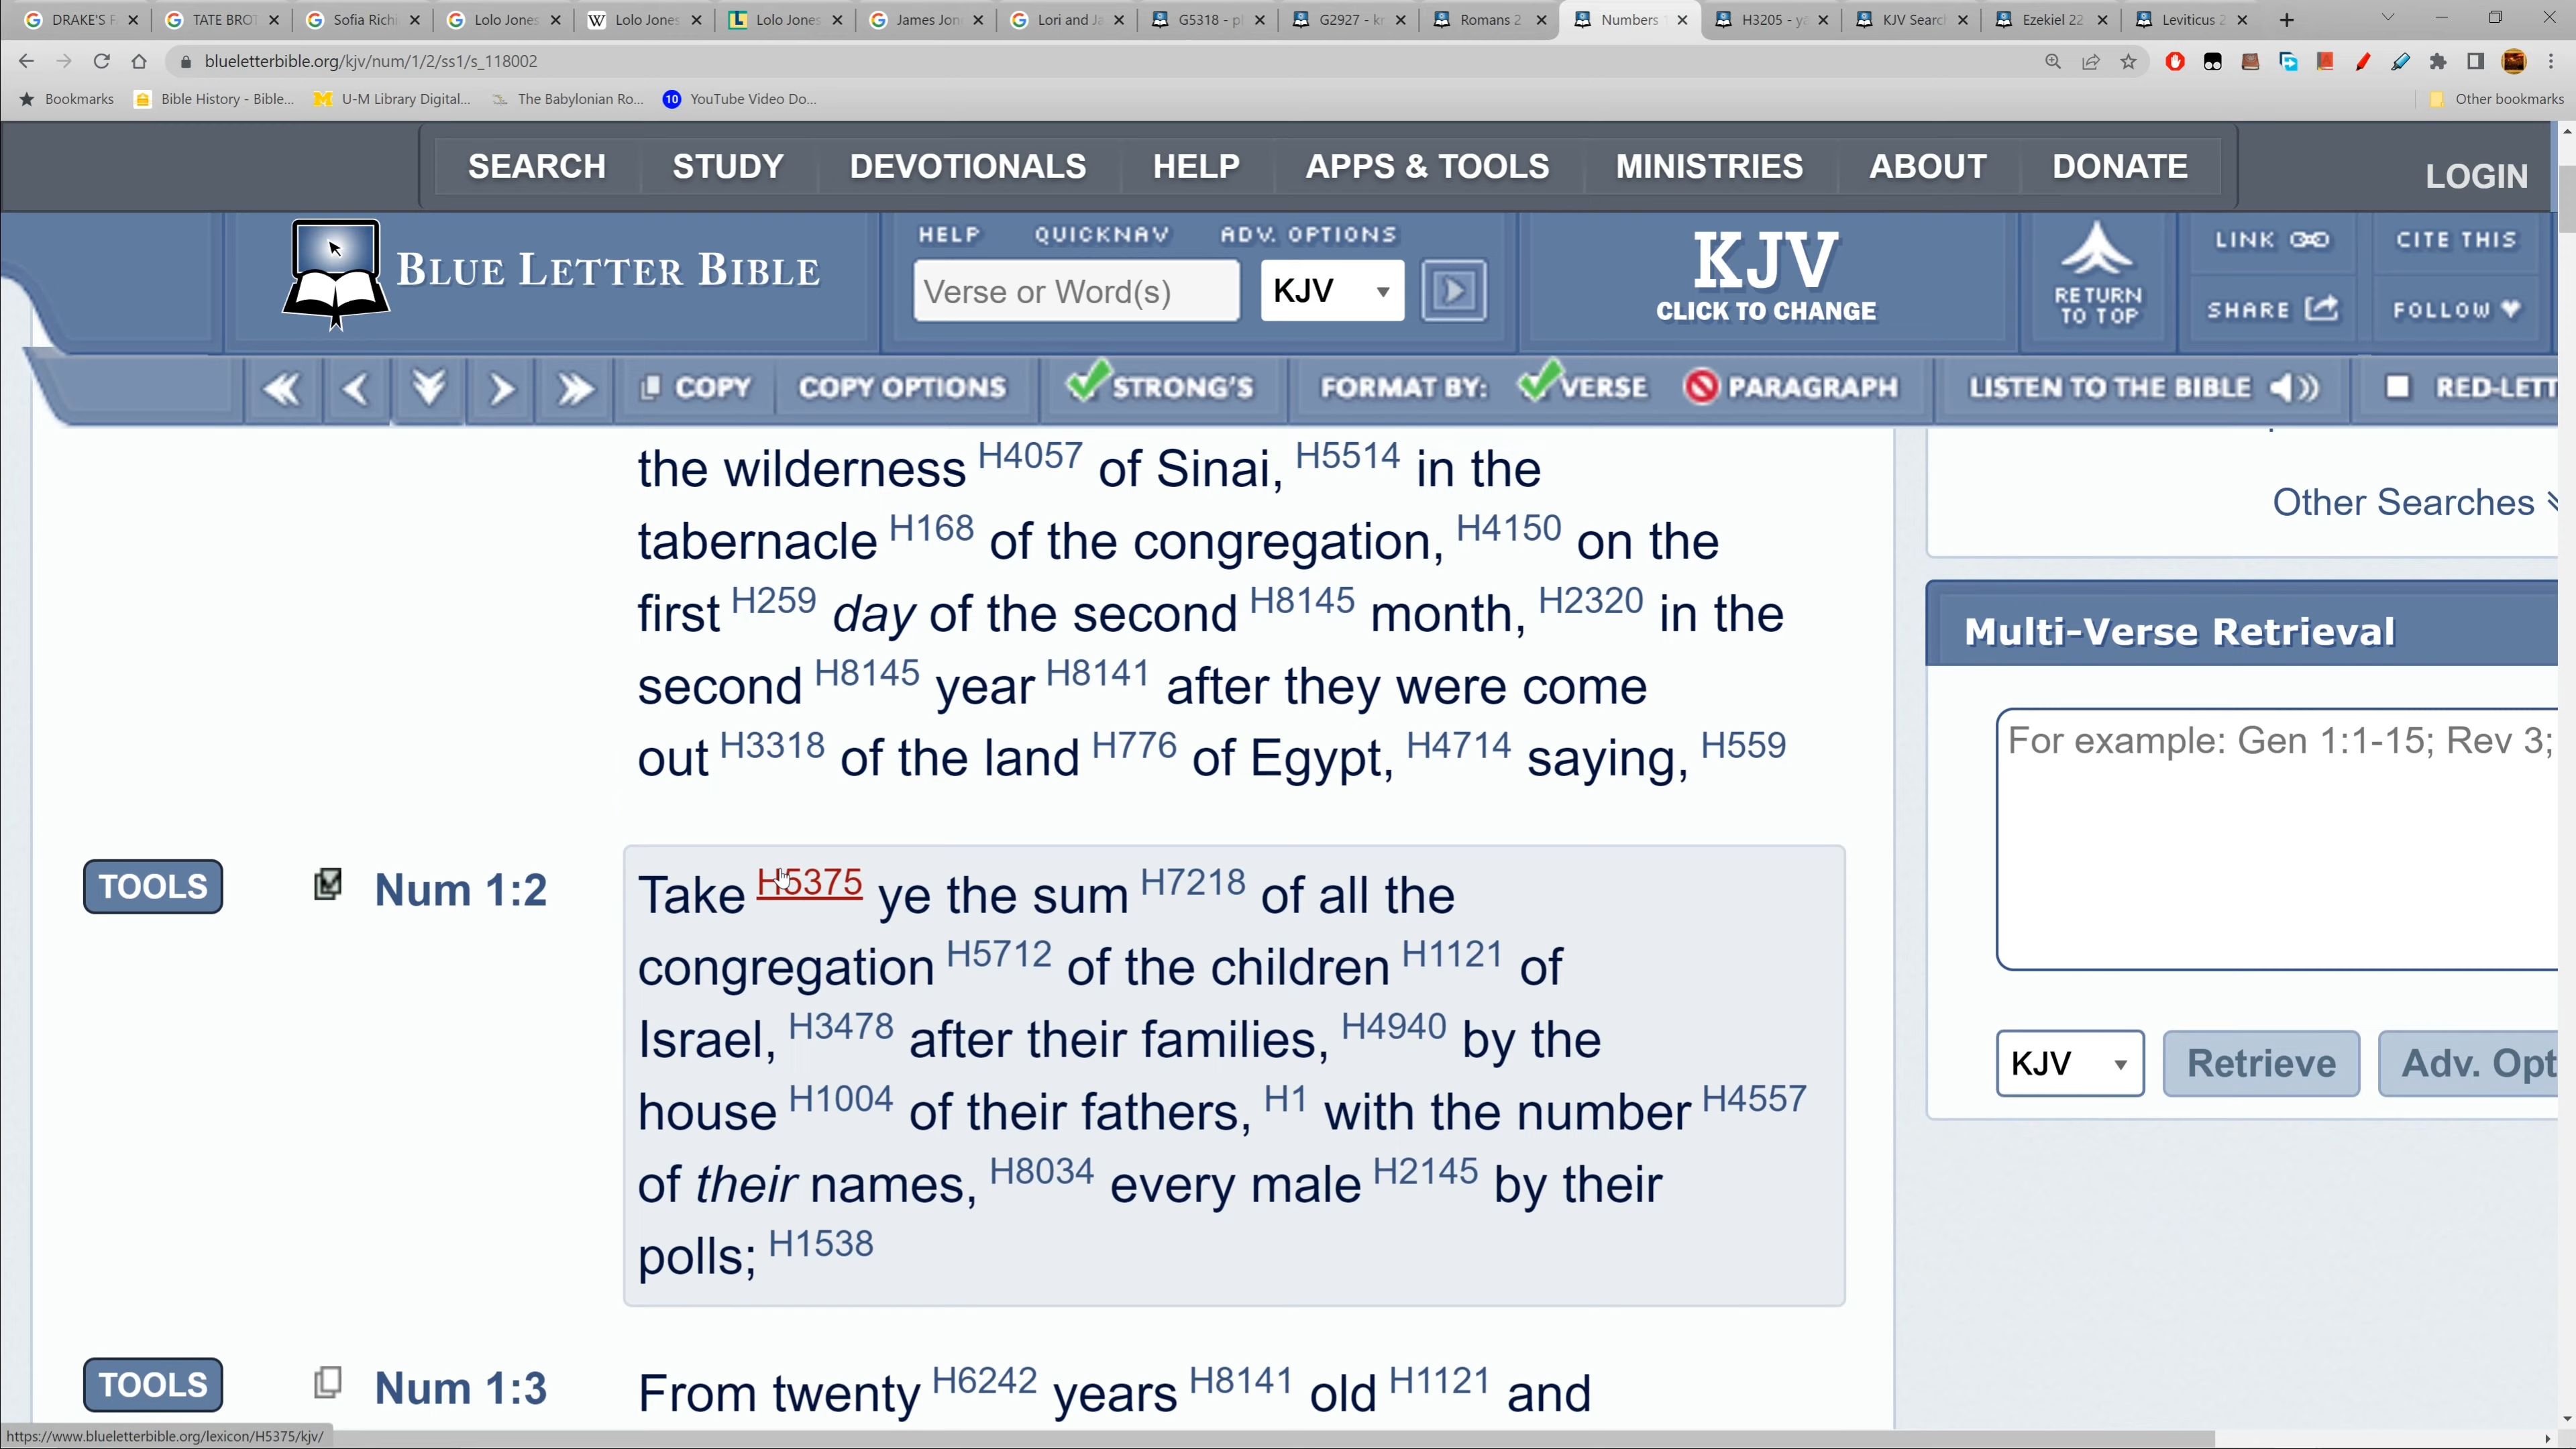 DRAKE'S F
TATE BROT
Sofia Richi
Lolo Jones
Lolo Jones
Lolo Jones
James Jon
Lori and Ja
G5318 - pl
G2927 - kr
Romans 2
Numbers 1
H3205 - ya
KJV Search
Ezekiel 22
Leviticus 2
blueletterbible.org/kjv/num/1/2/ss1/s_118002
Bookmarks
Bible History - Bible...
U-M Library Digital...
The Babylonian Ro...
10 YouTube Video Do...
Other bookmarks
SEARCH STUDY DEVOTIONALS HELP APPS & TOOLS MINISTRIES ABOUT DONATE
LOGIN
BLUE LETTER BIBLE
HELP QUICKNAV ADV. OPTIONS
Verse or Word(s)
KJV
KJV
CLICK TO CHANGE
RETURN
TO TOP
LINK
CITE THIS
SHARE
FOLLOW
COPY COPY OPTIONS STRONG'S FORMAT BY: VERSE PARAGRAPH LISTEN TO THE BIBLE RED-LETT
the wilderness H4057 of Sinai, H5514 in the
tabernacle H168 of the congregation, H4150 on the
first H259 day of the second H8145 month, H2320 in the
second H8145 year H8141 after they were come
out H3318 of the land H776 of Egypt, H4714 saying, H559
TOOLS Num 1:2
Take H5375 ye the sum H7218 of all the
congregation H5712 of the children H1121 of
Israel, H3478 after their families, H4940 by the
house H1004 of their fathers, H1 with the number H4557
of their names, H8034 every male H2145 by their
polls; H1538
TOOLS Num 1:3
From twenty H6242 years H8141 old H1121 and
Other Searches
Multi-Verse Retrieval
For example: Gen 1:1-15; Rev 3;
KJV Retrieve Adv. Opt
https://www.blueletterbible.org/lexicon/H5375/kjv/